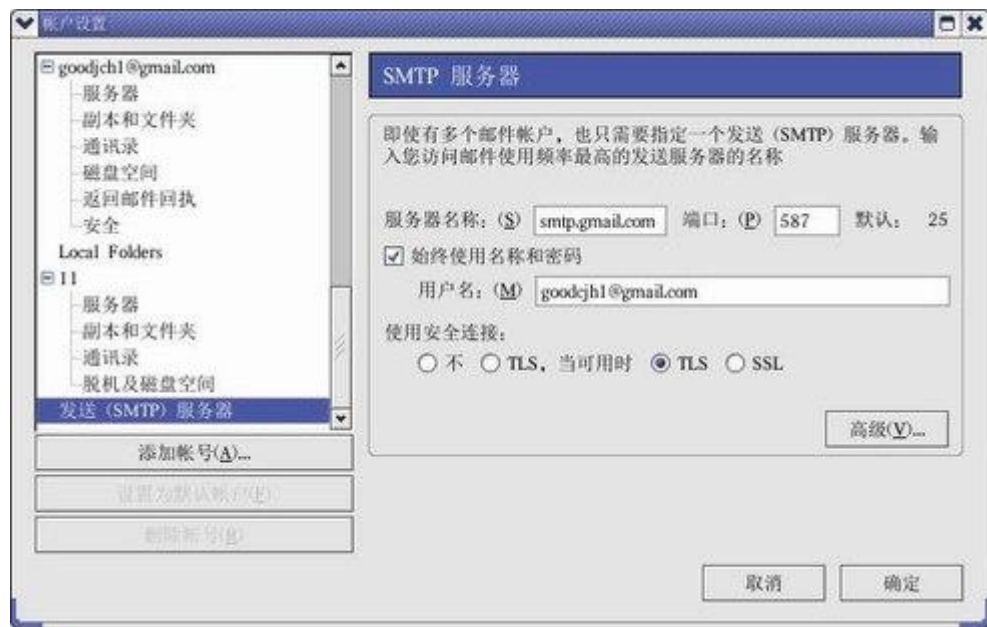 帐户设置
goodjch1@gmail.com
服务器
副本和文件夹
通讯录
磁盘空间
返回邮件回执
安全
Local Folders
11
服务器
副本和文件夹
通讯录
脱机及磁盘空间
发送 (SMTP) 服务器
添加帐号(A)...
设置为默认帐户(F)
删除帐号(R)
SMTP 服务器
即使有多个邮件帐户，也只需要指定一个发送 (SMTP) 服务器。输
入您访问邮件使用频率最高的发送服务器的名称
服务器名称：(S) smtp.gmail.com 端口：(P) 587 默认： 25
始终使用名称和密码
用户名：(M) goodcjh1@gmail.com
使用安全连接：
不 TLS，当可用时 TLS SSL
高级(V)...
取消 确定